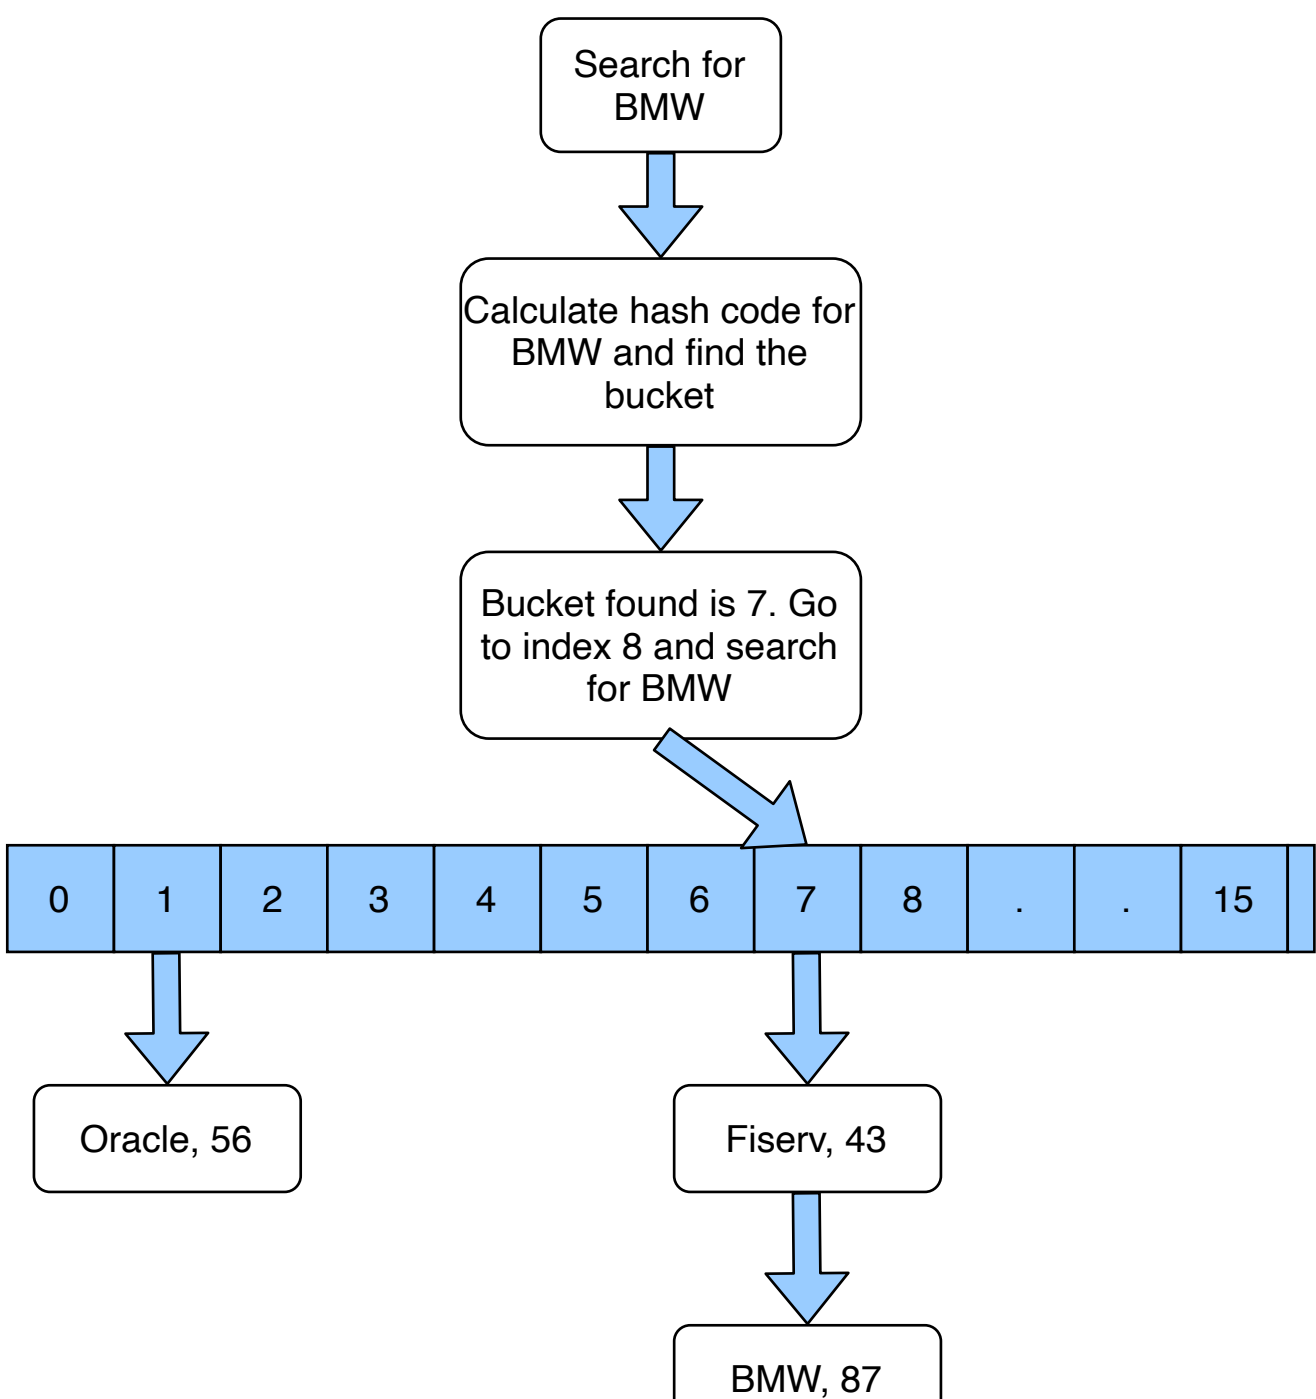 Search for
BMW
Calculate hash code for
BMW and find the
bucket
Bucket found is 7. Go
to index 8 and search
for BMW
0 1 2 3 4 5 6 7 8 . . 15
Oracle, 56
Fiserv, 43
BMW, 87